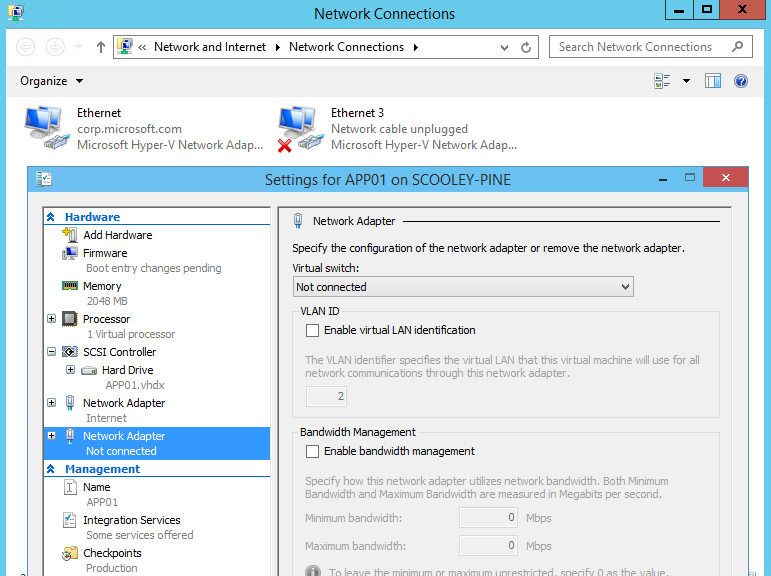 Network Connections
« Network and Internet Network Connections
Search Network Connections
Organize
Ethernet
corp.microsoft.com
Microsoft Hyper-V Network Adap...
Ethernet 3
Network cable unplugged
Microsoft Hyper-V Network Adap...
Settings for APP01 on SCOOLEY-PINE
Hardware
Add Hardware
Firmware
Boot entry changes pending
Memory
2048 MB
Processor
1 Virtual processor
SCSI Controller
Hard Drive
APP01.vhdx
Network Adapter
Internet
Network Adapter
Not connected
Management
Name
APP01
Integration Services
Some services offered
Checkpoints
Production
Network Adapter
Specify the configuration of the network adapter or remove the network adapter.
Virtual switch:
Not connected
VLAN ID
Enable virtual LAN identification
The VLAN identifier specifies the virtual LAN that this virtual machine will use for all
network communications through this network adapter.
2
Bandwidth Management
Enable bandwidth management
Specify how this network adapter utilizes network bandwidth. Both Minimum
Bandwidth and Maximum Bandwidth are measured in Megabits per second.
Minimum bandwidth: 0 Mbps
Maximum bandwidth: 0 Mbps
To leave the minimum or maximum unrestricted, specify 0 as the value.